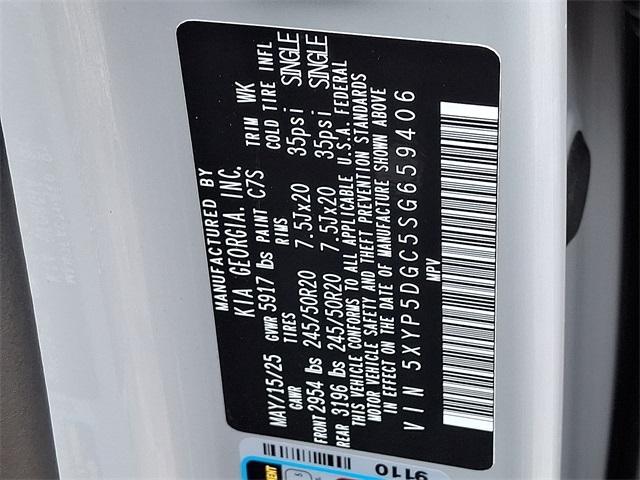 MANUFACTURED BY
KIA GEORGIA, INC.
MAY/15/25 GVWR 5917 lbs PAINT C7S TRIM WK
GAWR TIRES RIMS COLD TIRE INFL
FRONT 2954 lbs 245/50R20 7.5Jx20 35psi SINGLE
REAR 3196 lbs 245/50R20 7.5Jx20 35psi SINGLE
THIS VEHICLE CONFORMS TO ALL APPLICABLE U.S.A. FEDERAL
MOTOR VEHICLE SAFETY AND THEFT PREVENTION STANDARDS
IN EFFECT ON THE DATE OF MANUFACTURE SHOWN ABOVE
VIN 5XYP5DGC5SG659406
MPV
9110